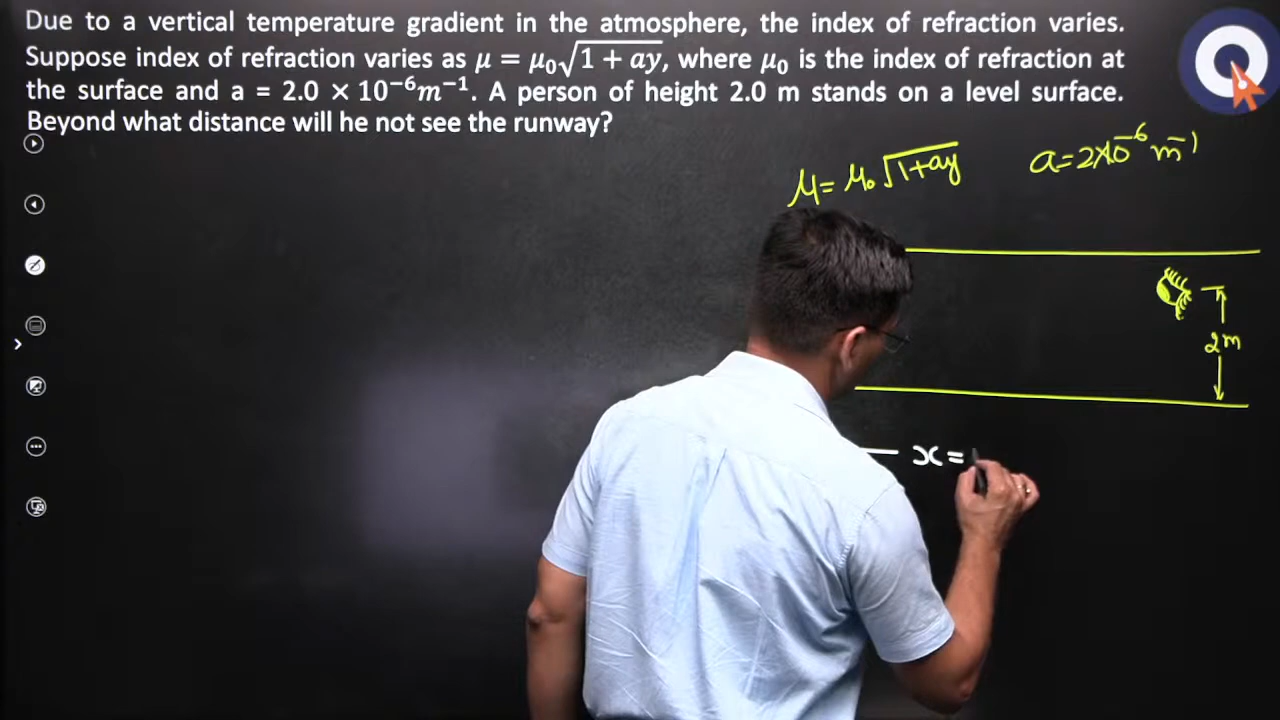 Due to a vertical temperature gradient in the atmosphere, the index of refraction varies.
Suppose index of refraction varies as μ = μ₀√(1 + ay), where μ₀ is the index of refraction at
the surface and a = 2.0 × 10⁻⁶m⁻¹. A person of height 2.0 m stands on a level surface.
Beyond what distance will he not see the runway?
μ = μ₀√(1+ay) a=2×10⁻⁶ m⁻¹
2m
x =